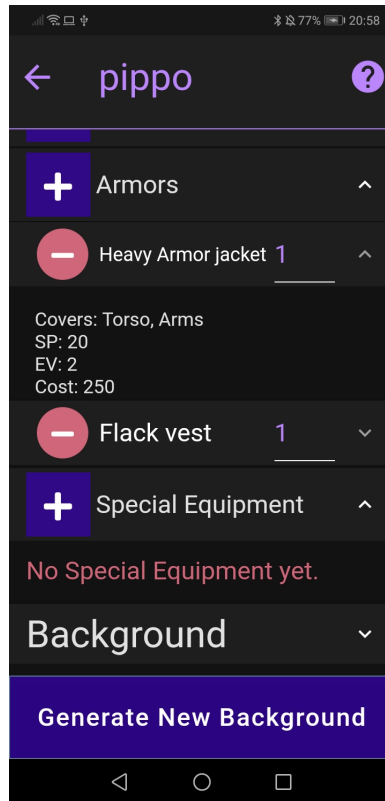 77% 20:58
pippo
?
Armors
Heavy Armor jacket 1
Covers: Torso, Arms
SP: 20
EV: 2
Cost: 250
Flack vest 1
Special Equipment
No Special Equipment yet.
Background
Generate New Background